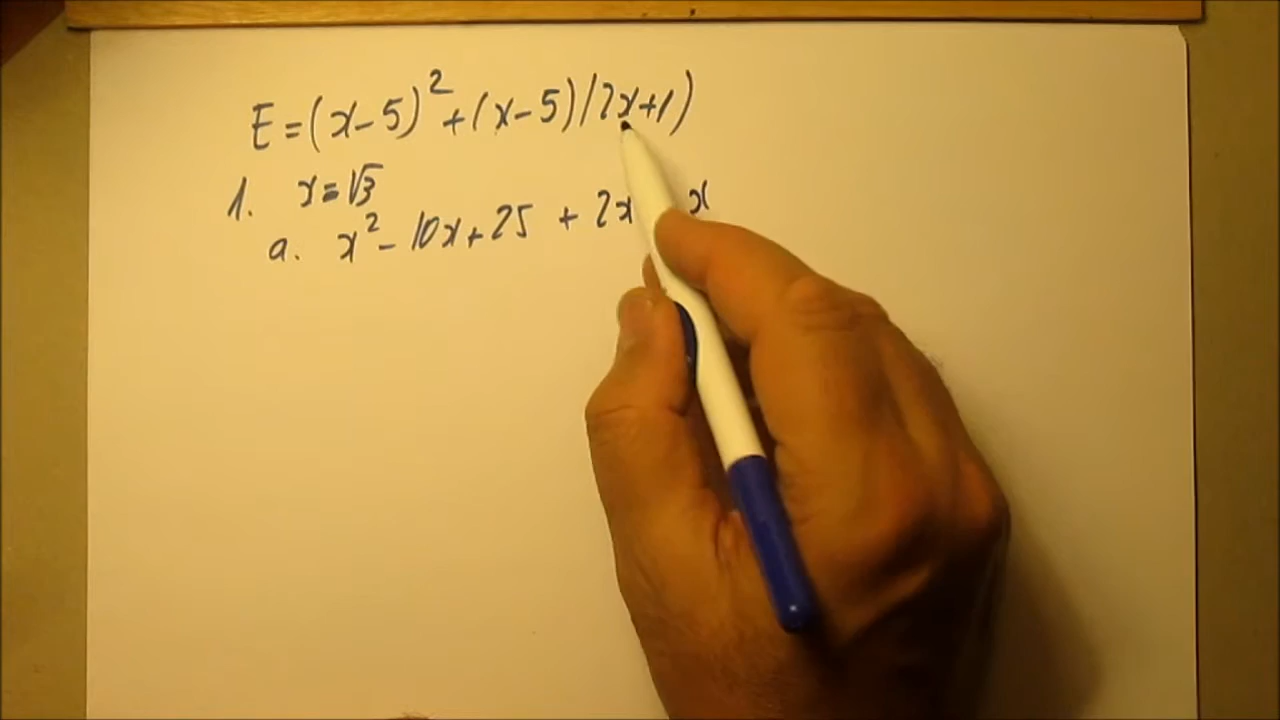 E = (x-5)² + (x-5)(2x+1)
1. x = √3
a. x² - 10x + 25 + 2x x